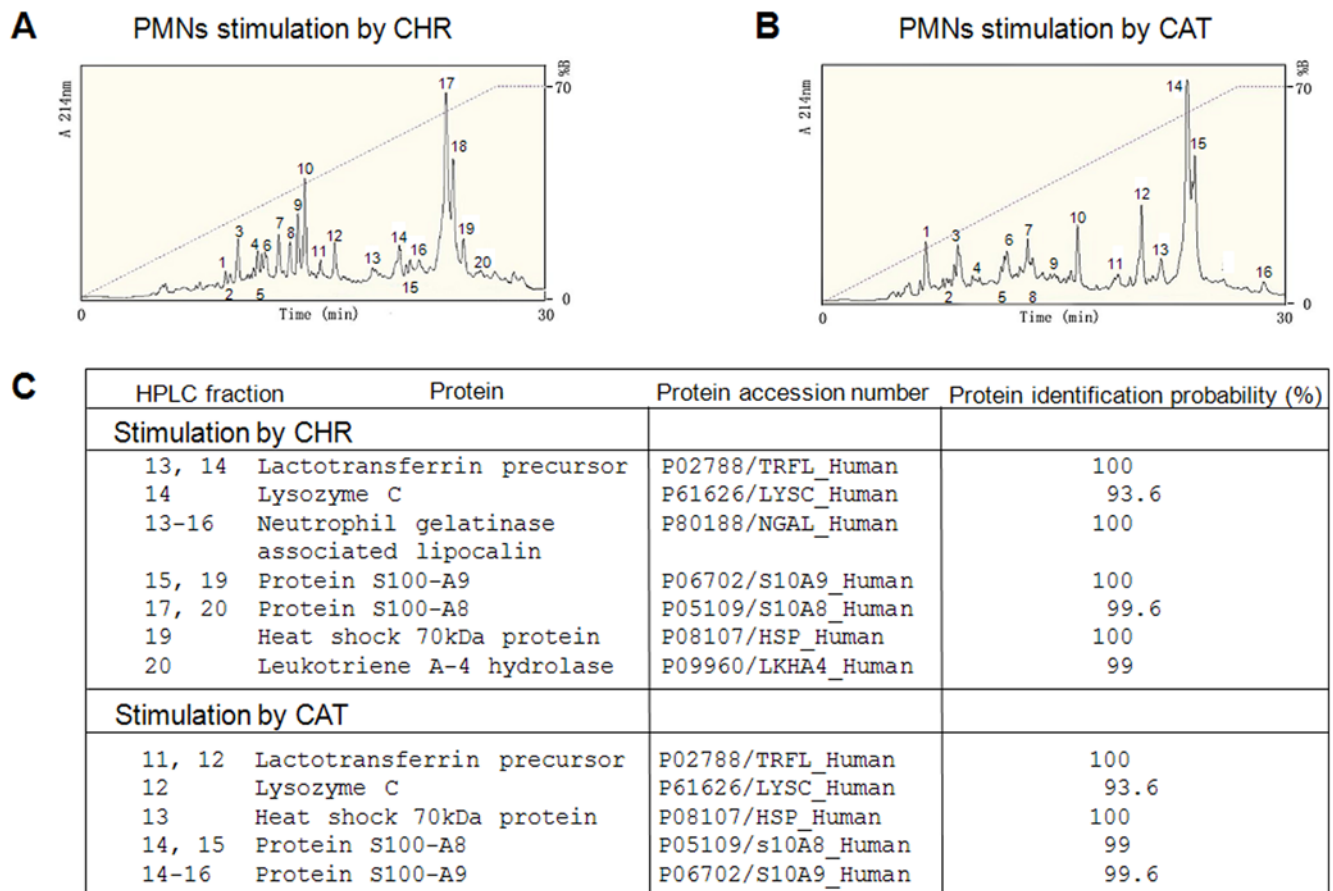 A
PMNs stimulation by CHR
A 214nm
%B
70
0
1
2
3
4
5
6
7
8
9
10
11
12
13
14
15
16
17
18
19
20
0
Time (min)
30
B
PMNs stimulation by CAT
A 214nm
%B
70
0
1
2
3
4
5
6
7
8
9
10
11
12
13
14
15
16
0
Time (min)
30
C
HPLC fraction Protein Protein accession number Protein identification probability (%)
Stimulation by CHR
13, 14 Lactotransferrin precursor P02788/TRFL_Human 100
14 Lysozyme C P61626/LYSC_Human 93.6
13-16 Neutrophil gelatinase P80188/NGAL_Human 100
associated lipocalin
15, 19 Protein S100-A9 P06702/S10A9_Human 100
17, 20 Protein S100-A8 P05109/S10A8_Human 99.6
19 Heat shock 70kDa protein P08107/HSP_Human 100
20 Leukotriene A-4 hydrolase P09960/LKHA4_Human 99
Stimulation by CAT
11, 12 Lactotransferrin precursor P02788/TRFL_Human 100
12 Lysozyme C P61626/LYSC_Human 93.6
13 Heat shock 70kDa protein P08107/HSP_Human 100
14, 15 Protein S100-A8 P05109/s10A8_Human 99
14-16 Protein S100-A9 P06702/S10A9_Human 99.6